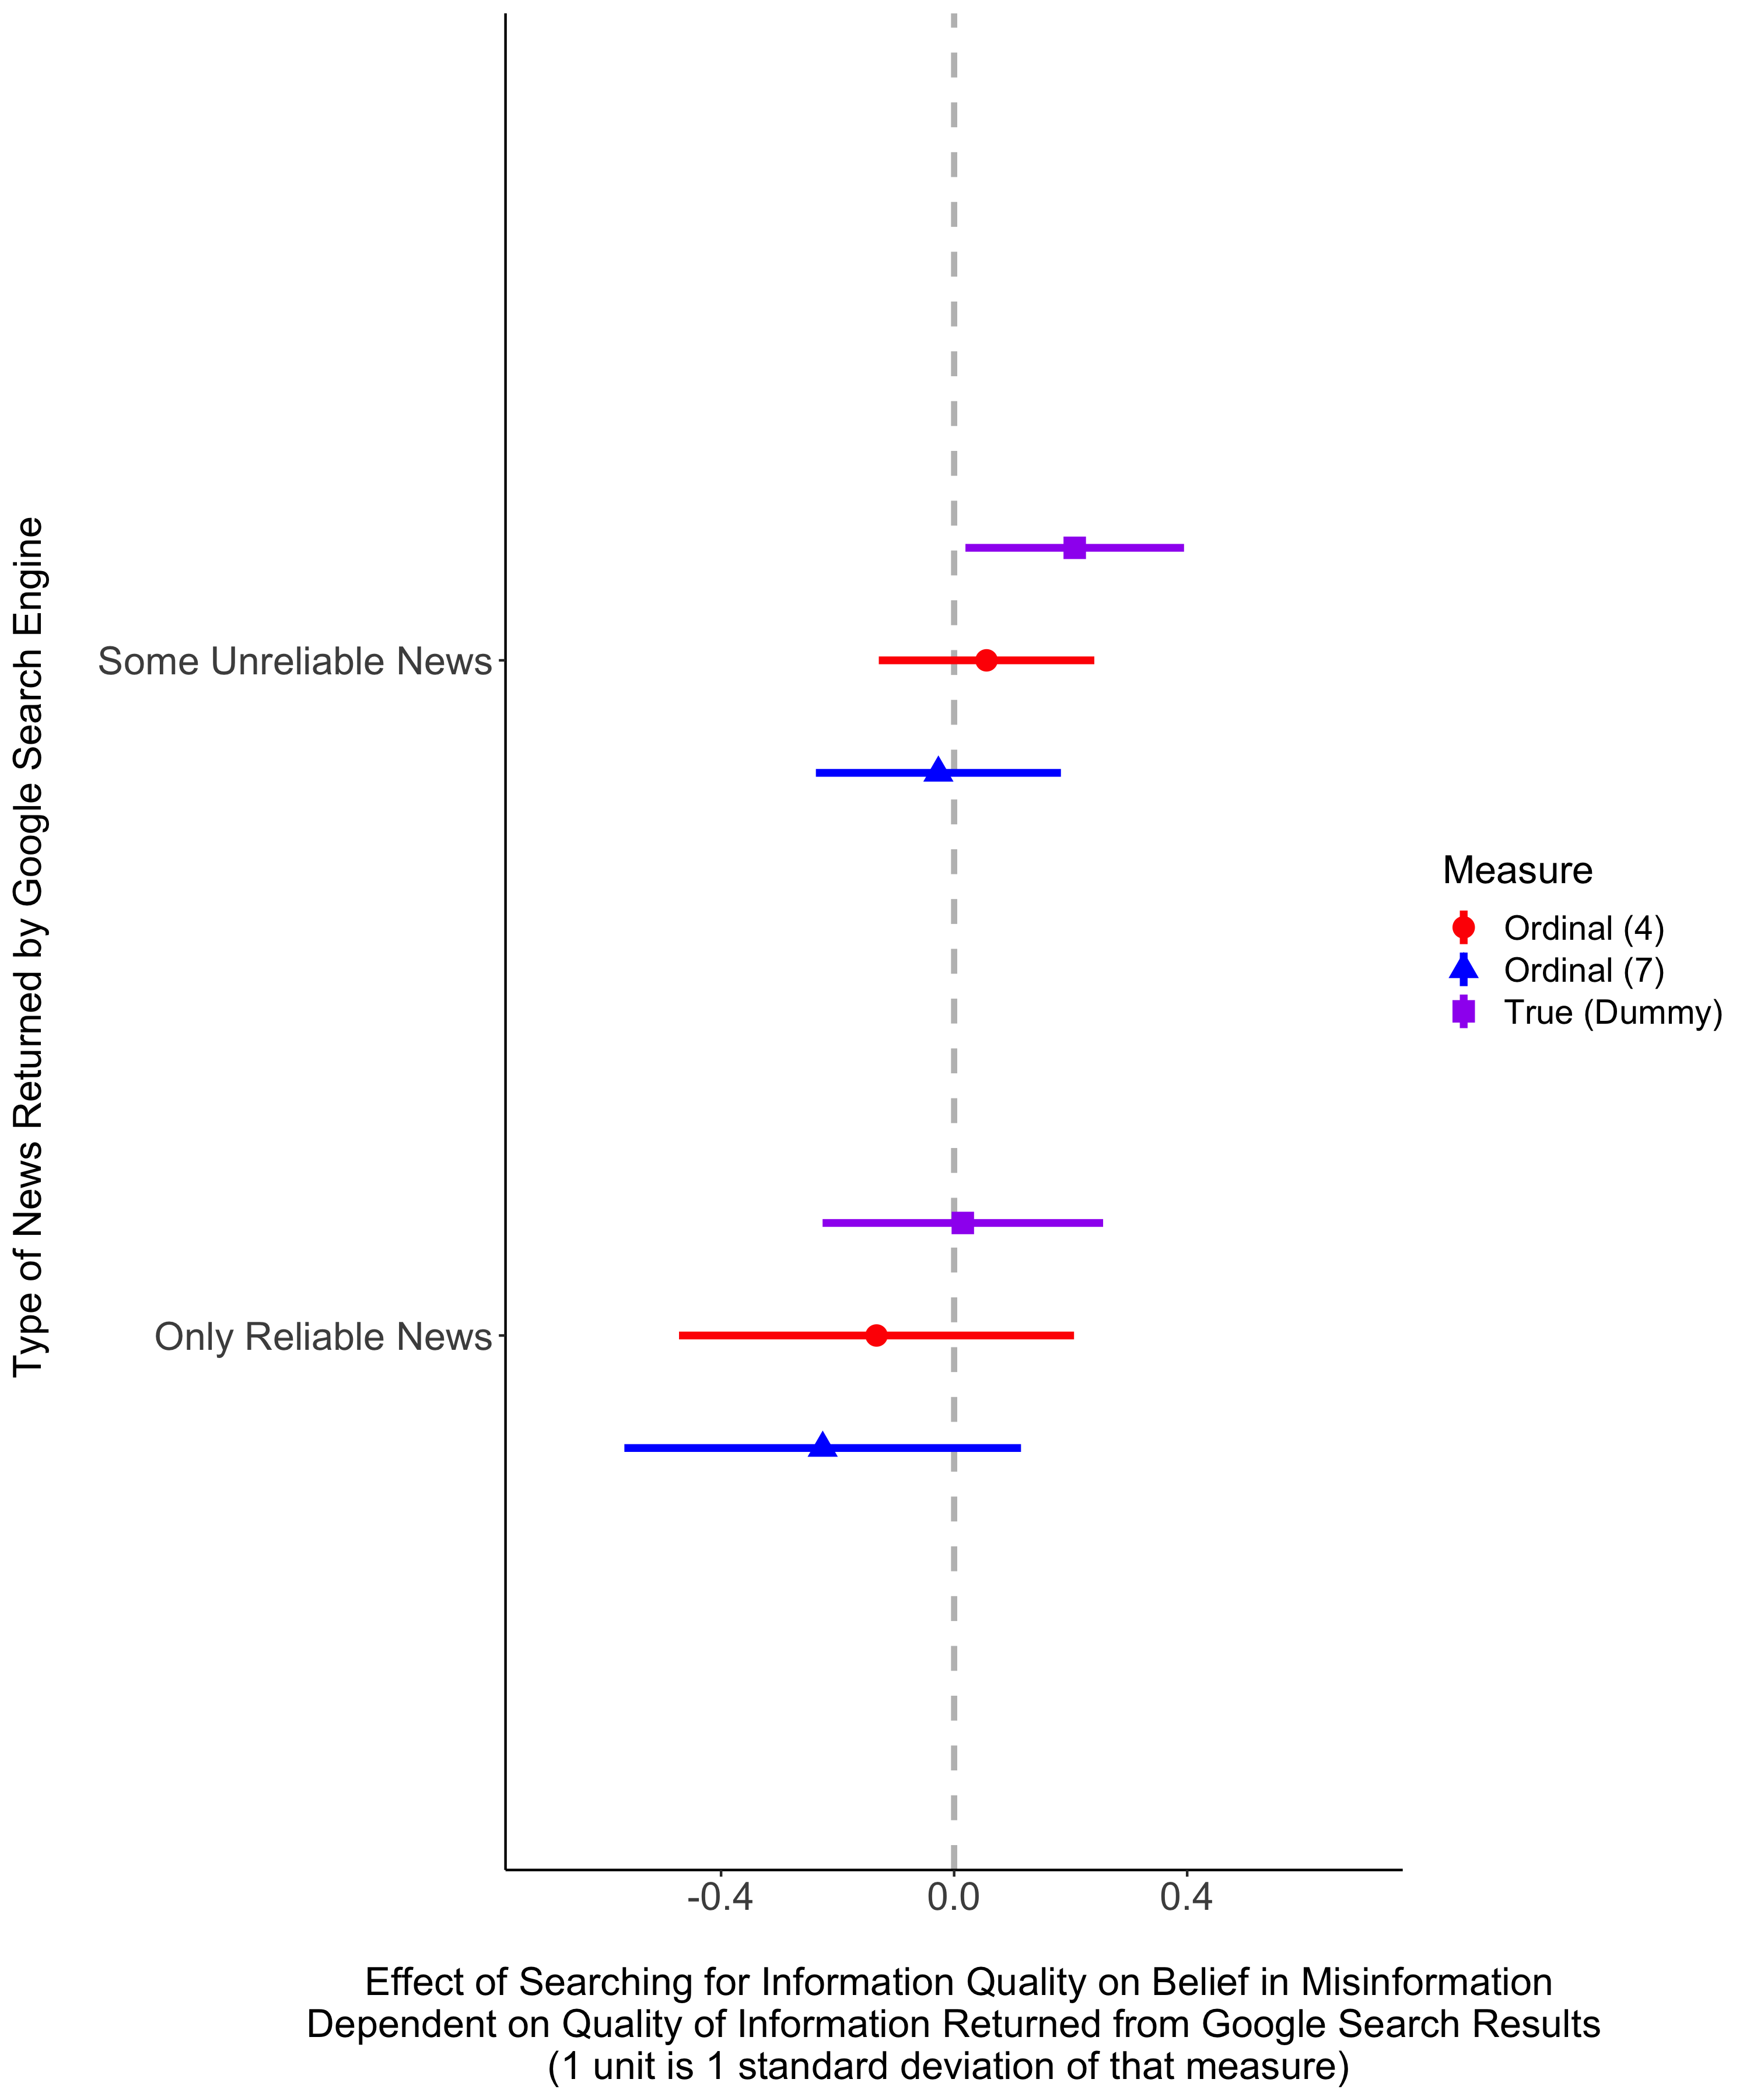 Type of News Returned by Google Search Engine
Some Unreliable News
Only Reliable News
-0.4
0.0
0.4
Effect of Searching for Information Quality on Belief in Misinformation
Dependent on Quality of Information Returned from Google Search Results
(1 unit is 1 standard deviation of that measure)
Measure
Ordinal (4)
Ordinal (7)
True (Dummy)